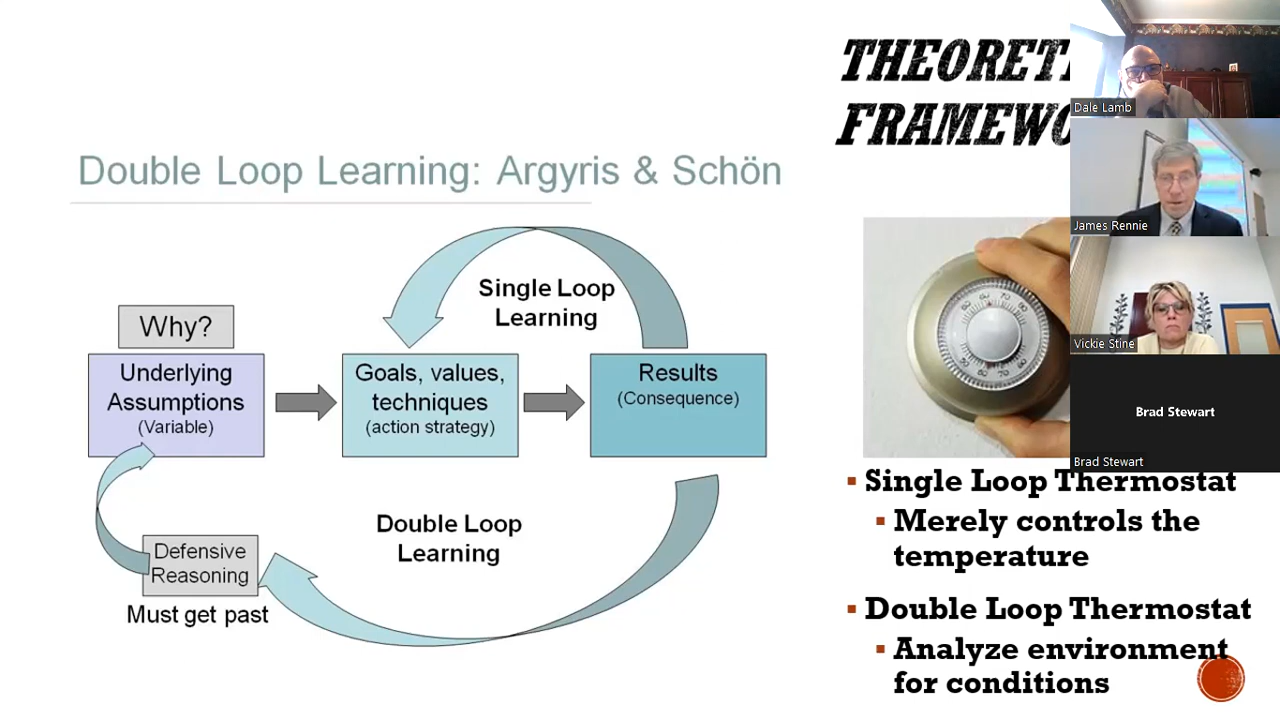 THEORETI
FRAMEWO
Dale Lamb
James Rennie
Vickie Stine
Brad Stewart
Brad Stewart
Double Loop Learning: Argyris & Schön
Single Loop
Learning
Why?
Underlying
Assumptions
(Variable)
Goals, values,
techniques
(action strategy)
Results
(Consequence)
Double Loop
Learning
Defensive
Reasoning
Must get past
Single Loop Thermostat
Merely controls the
temperature
Double Loop Thermostat
Analyze environment
for conditions